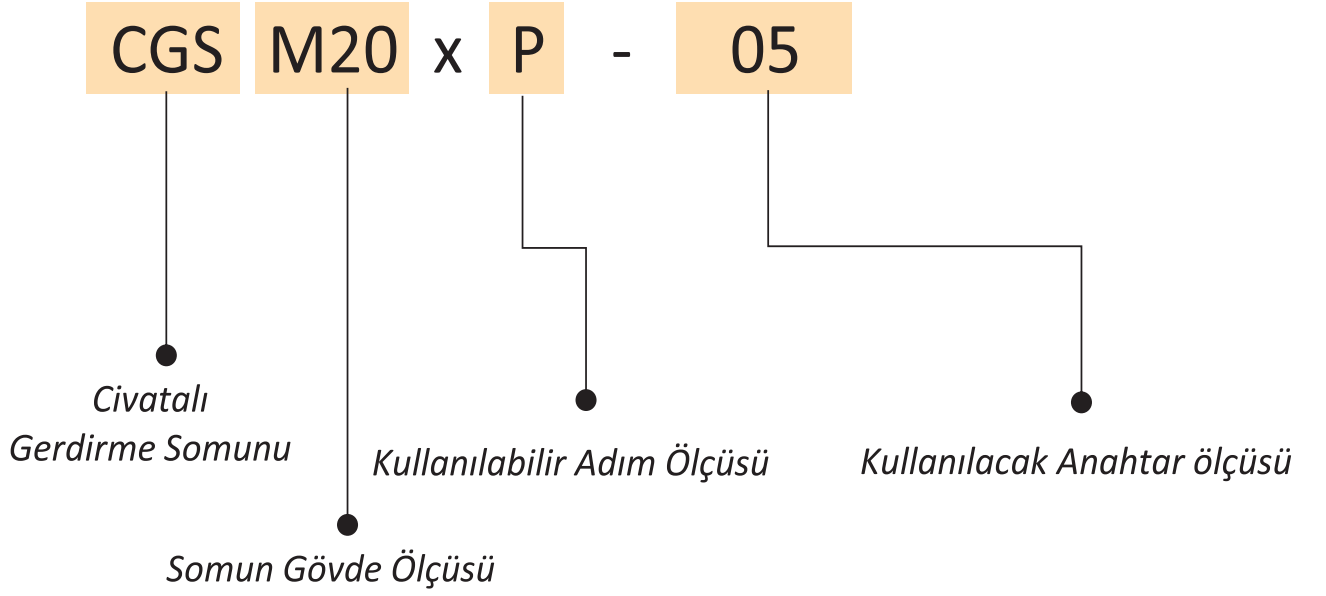 CGS M20 x P - 05
Civatalı
Gerdirme Somunu
Kullanılabilir Adım Ölçüsü
Kullanılacak Anahtar ölçüsü
Somun Gövde Ölçüsü